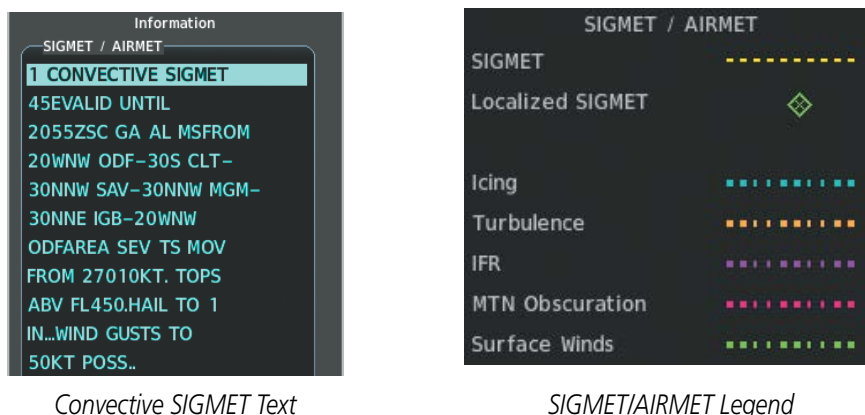 Information
SIGMET / AIRMET
1 CONVECTIVE SIGMET
45EVALID UNTIL
2055ZSC GA AL MSFROM
20WNW ODF-30S CLT-
30NNW SAV-30NNW MGM-
30NNE IGB-20WNW
ODFAREA SEV TS MOV
FROM 27010KT. TOPS
ABV FL450.HAIL TO 1
IN...WIND GUSTS TO
50KT POSS..
Convective SIGMET Text
SIGMET / AIRMET
SIGMET
Localized SIGMET
Icing
Turbulence
IFR
MTN Obscuration
Surface Winds
SIGMET/AIRMET Legend